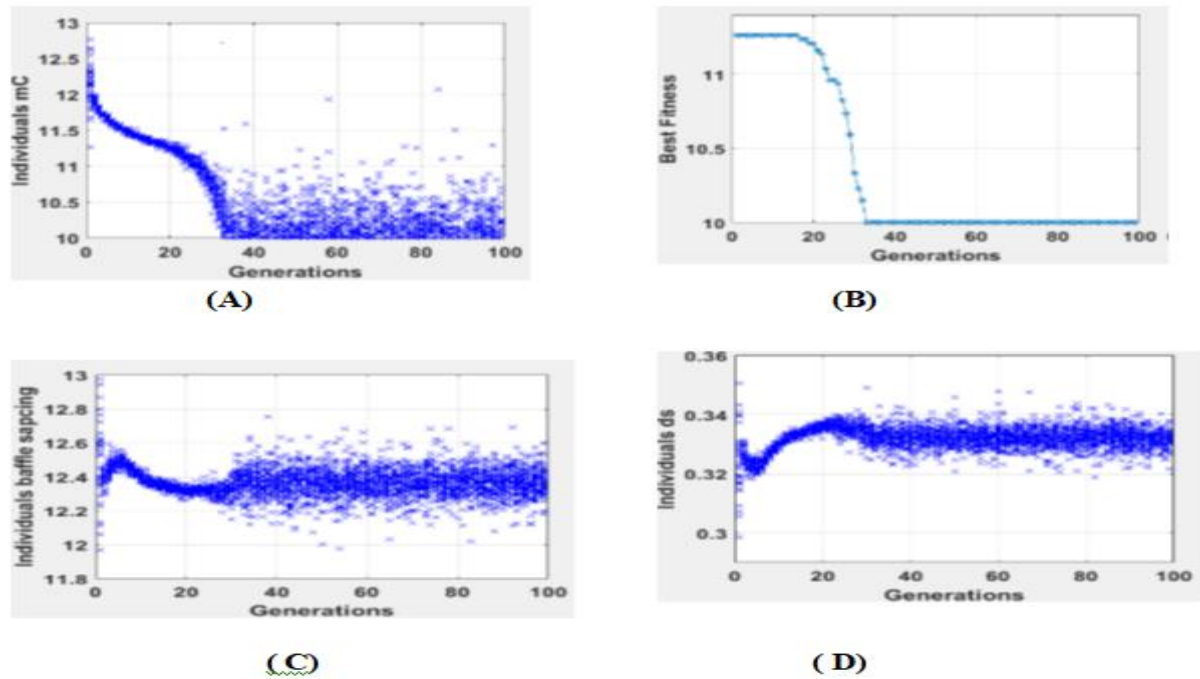 Individuals mC
13
12.5
12
11.5
11
10.5
10
0 20 40 60 80 100
Generations
(A)
Best Fitness
11
10.5
10
0 20 40 60 80 100
Generations
(B)
Individuals baffle sapcing
13
12.8
12.6
12.4
12.2
12
11.8
0 20 40 60 80 100
Generations
( C)
Individuals ds
0.36
0.34
0.32
0.3
0 20 40 60 80 100
Generations
( D)